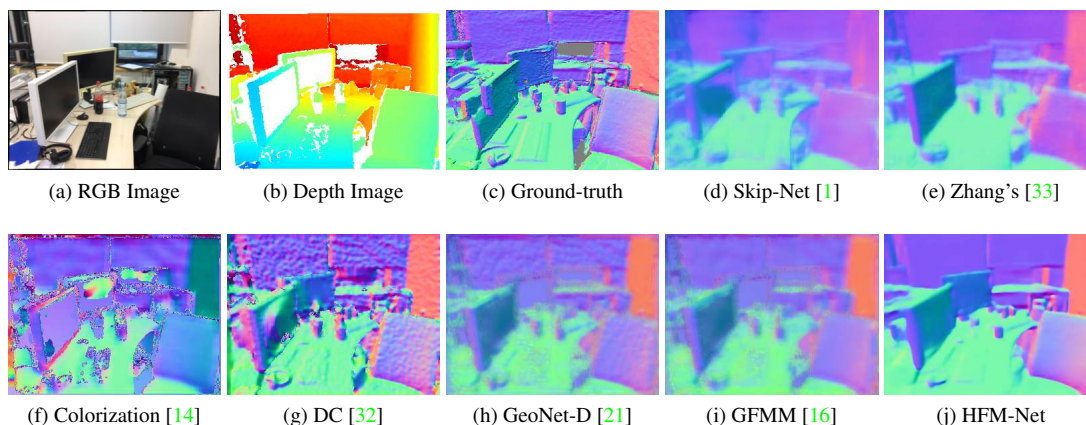 (a) RGB Image
(b) Depth Image
(c) Ground-truth
(d) Skip-Net [1]
(e) Zhang's [33]
(f) Colorization [14]
(g) DC [32]
(h) GeoNet-D [21]
(i) GFMM [16]
(j) HFM-Net